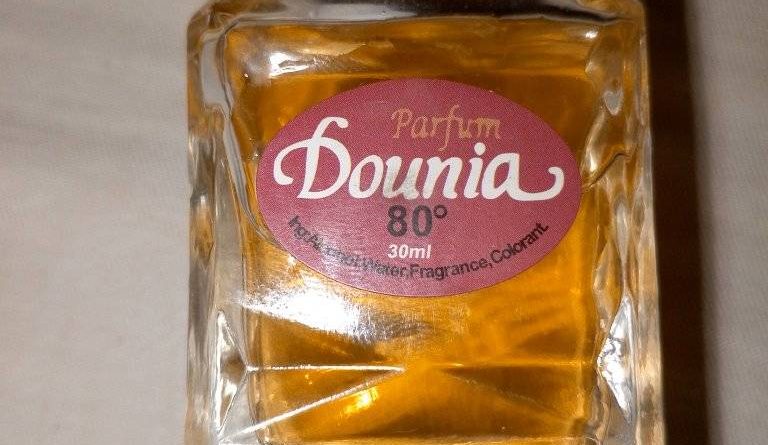 Parfum
Dounia
80°
30ml
Ing:Alcohol,Water,Fragrance,Colorant